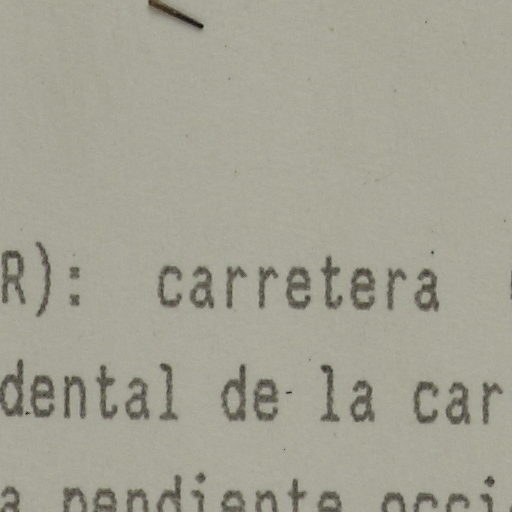 R): carretera
dental de la car
a pendiente occi